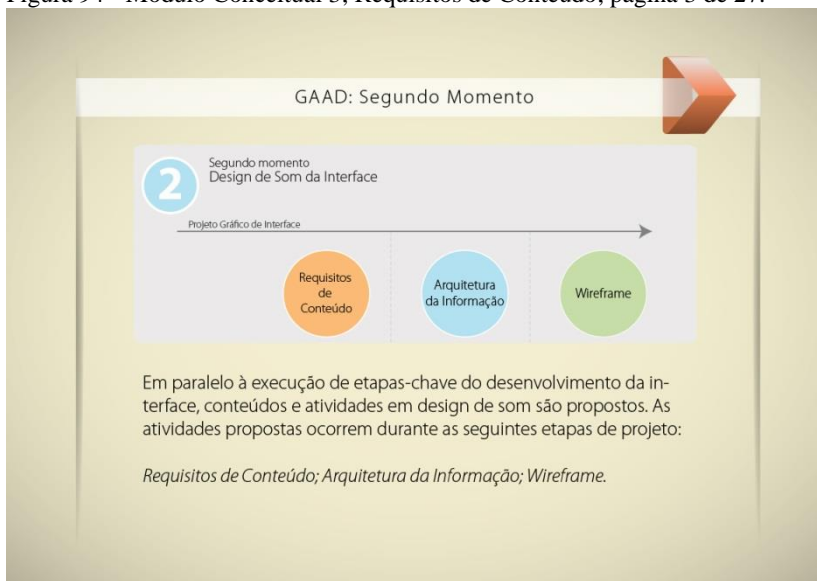 Figura 94 - Módulo Conceitual 3, Requisitos de Conteúdo, página 3 de 27.
GAAD: Segundo Momento
2
Segundo momento
Design de Som da Interface
Projeto Gráfico de Interface
Requisitos
de
Conteúdo
Arquitetura
da Informação
Wireframe
Em paralelo à execução de etapas-chave do desenvolvimento da in-
terface, conteúdos e atividades em design de som são propostos. As
atividades propostas ocorrem durante as seguintes etapas de projeto:
Requisitos de Conteúdo; Arquitetura da Informação; Wireframe.